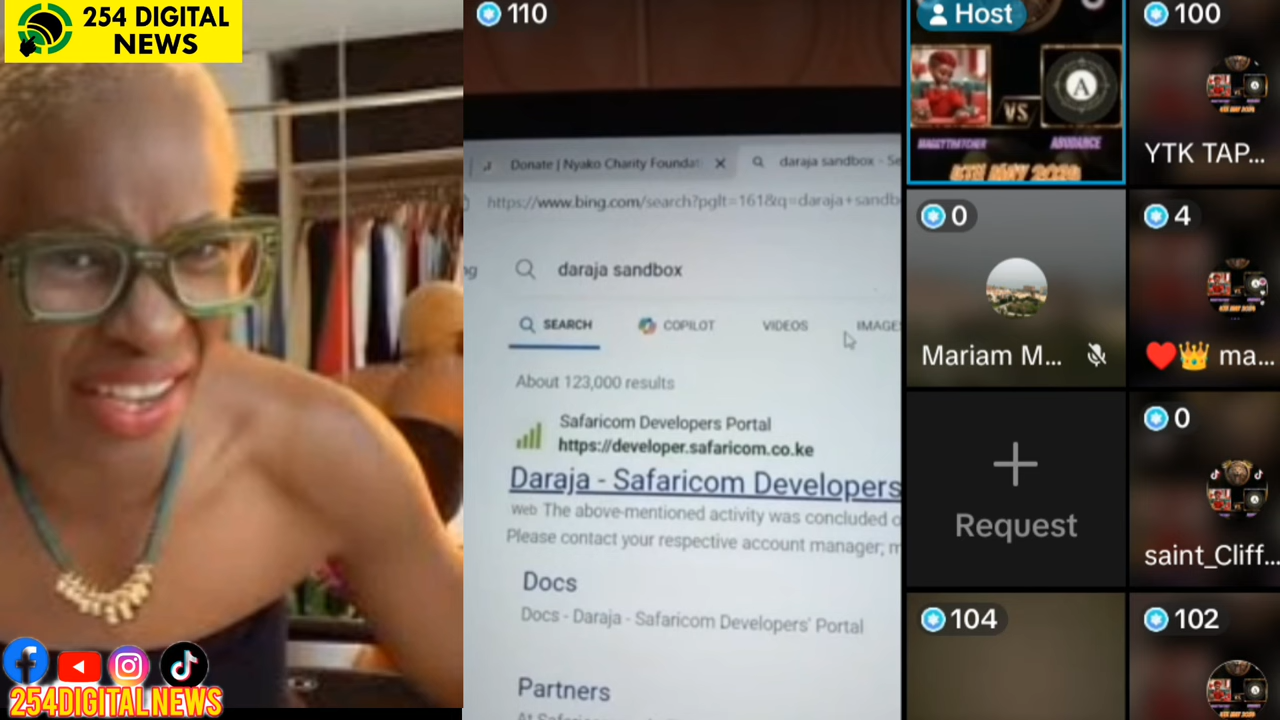 254 DIGITAL
NEWS
254DIGITALNEWS
110
Donate | Nyako Charity Foundat
daraja sandbox - Se
https://www.bing.com/search?pglt=161&q=daraja+sandb
daraja sandbox
SEARCH
COPILOT
VIDEOS
IMAGE
About 123,000 results
Safaricom Developers Portal
https://developer.safaricom.co.ke
Daraja - Safaricom Developers
Web The above-mentioned activity was concluded
Please contact your respective account manager;
Docs
Docs - Daraja - Safaricom Developers' Portal
Partners
Host
A
VS
100
YTK TAP...
0
Mariam M...
4
ma...
Request
0
saint_Cliff...
104
102